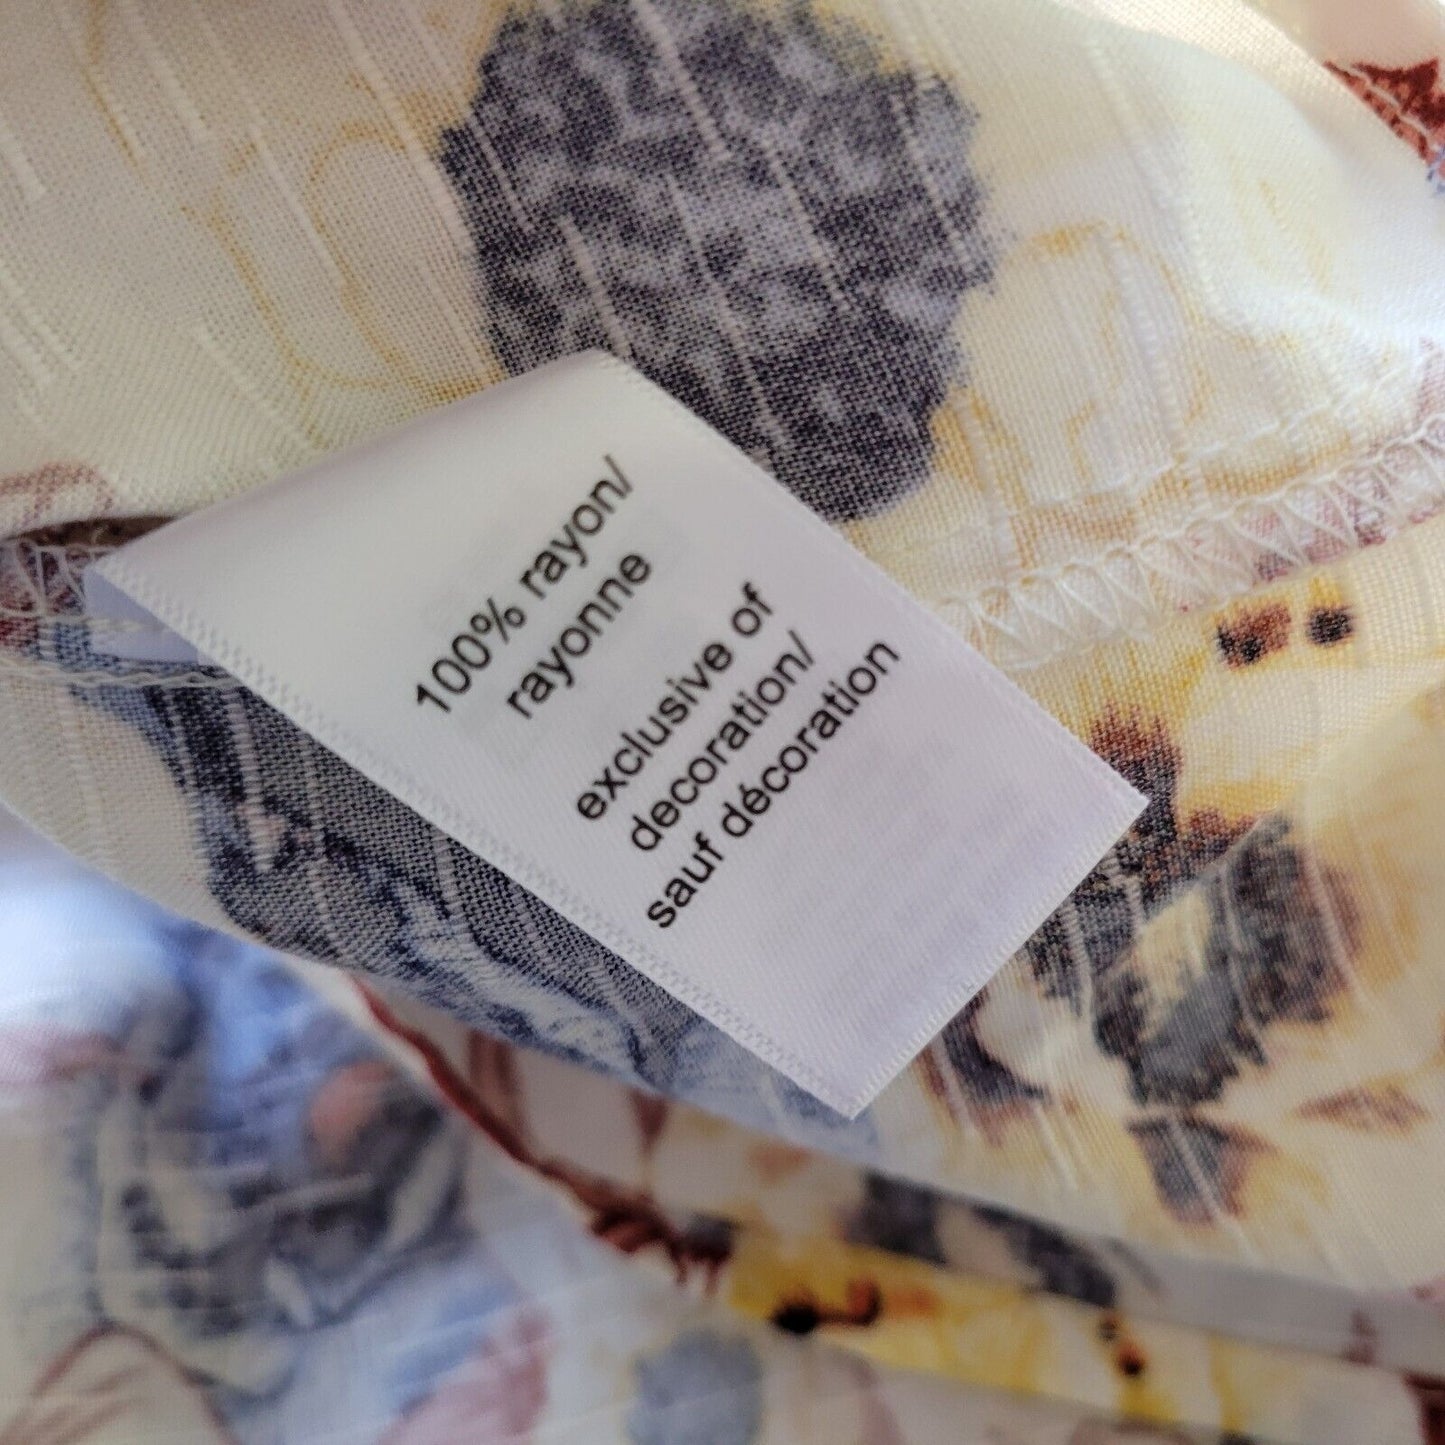 100% rayon/
rayonne
exclusive of
decoration/
sauf décoration